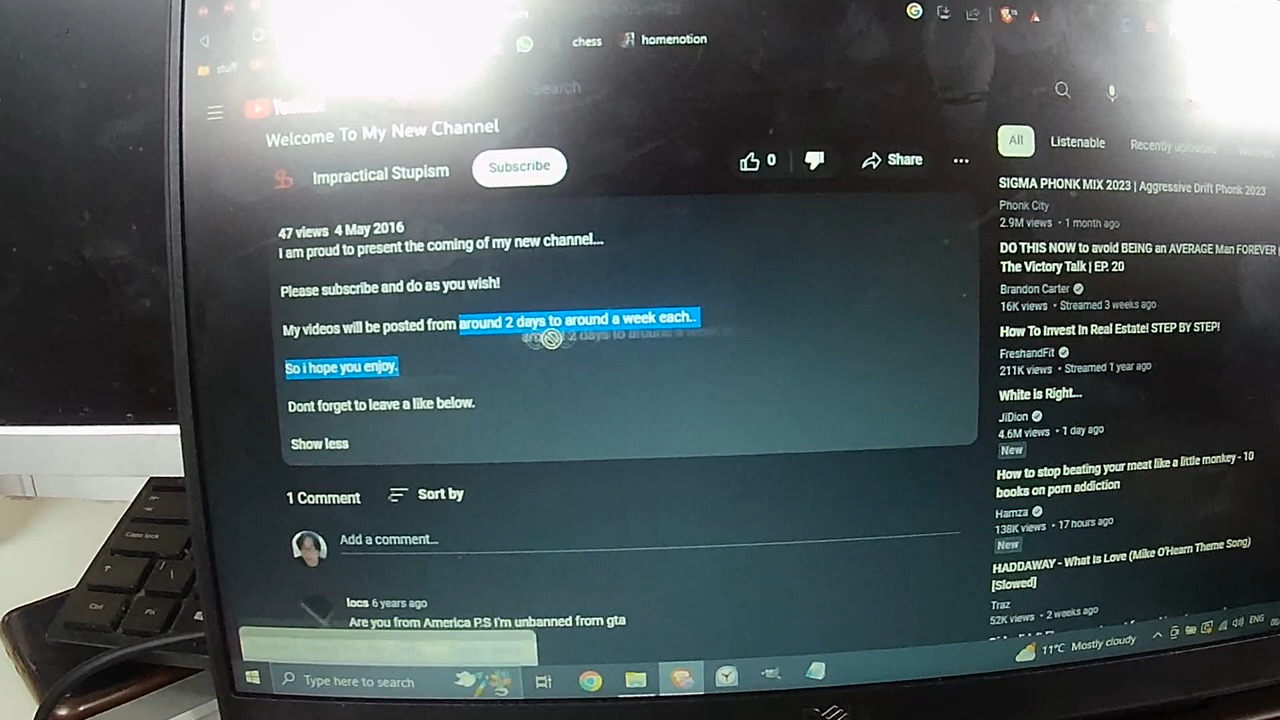 chess
homenotion
stuff
Search
Welcome To My New Channel
Impractical Stupism
Subscribe
0
Share
47 views 4 May 2016
I am proud to present the coming of my new channel...
Please subscribe and do as you wish!
My videos will be posted from around 2 days to around a week each..
So i hope you enjoy.
Dont forget to leave a like below.
Show less
1 Comment
Sort by
Add a comment...
locs 6 years ago
Are you from America P.S I'm unbanned from gta
All
Listenable
Recently uploaded
SIGMA PHONK MIX 2023 | Aggressive Drift Phonk 2023
Phonk City
2.9M views • 1 month ago
DO THIS NOW to avoid BEING an AVERAGE Man FOREVER |
The Victory Talk | EP. 20
Brandon Carter
16K views • Streamed 3 weeks ago
How To Invest In Real Estate! STEP BY STEP!
FreshandFit
211K views • Streamed 1 year ago
White is Right...
JiDion
4.6M views • 1 day ago
New
How to stop beating your meat like a little monkey - 10
books on porn addiction
Hamza
138K views • 17 hours ago
New
HADDAWAY - What Is Love (Mike O'Hearn Theme Song)
[Slowed]
Traz
52K views • 2 weeks ago
Type here to search
11°C Mostly cloudy
ENG
Caps lock
Ctrl
Fn